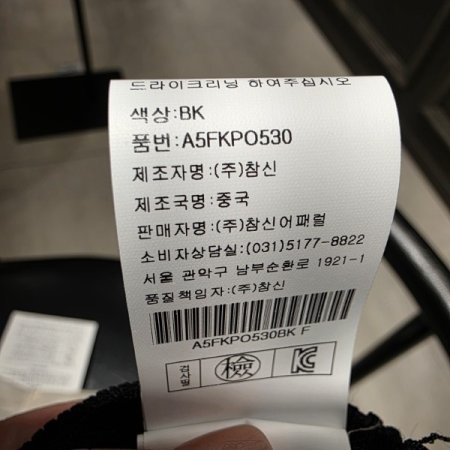 드라이크리닝 하여주십시오
색상:BK
품번:A5FKPO530
제조자명:(주)참신
제조국명:중국
판매자명:(주)참신어패럴
소비자상담실:(031)5177-8822
서울 관악구 남부순환로 1921-1
품질책임자:(주)참신
A5FKPO530BK F
검사필 檢 KC